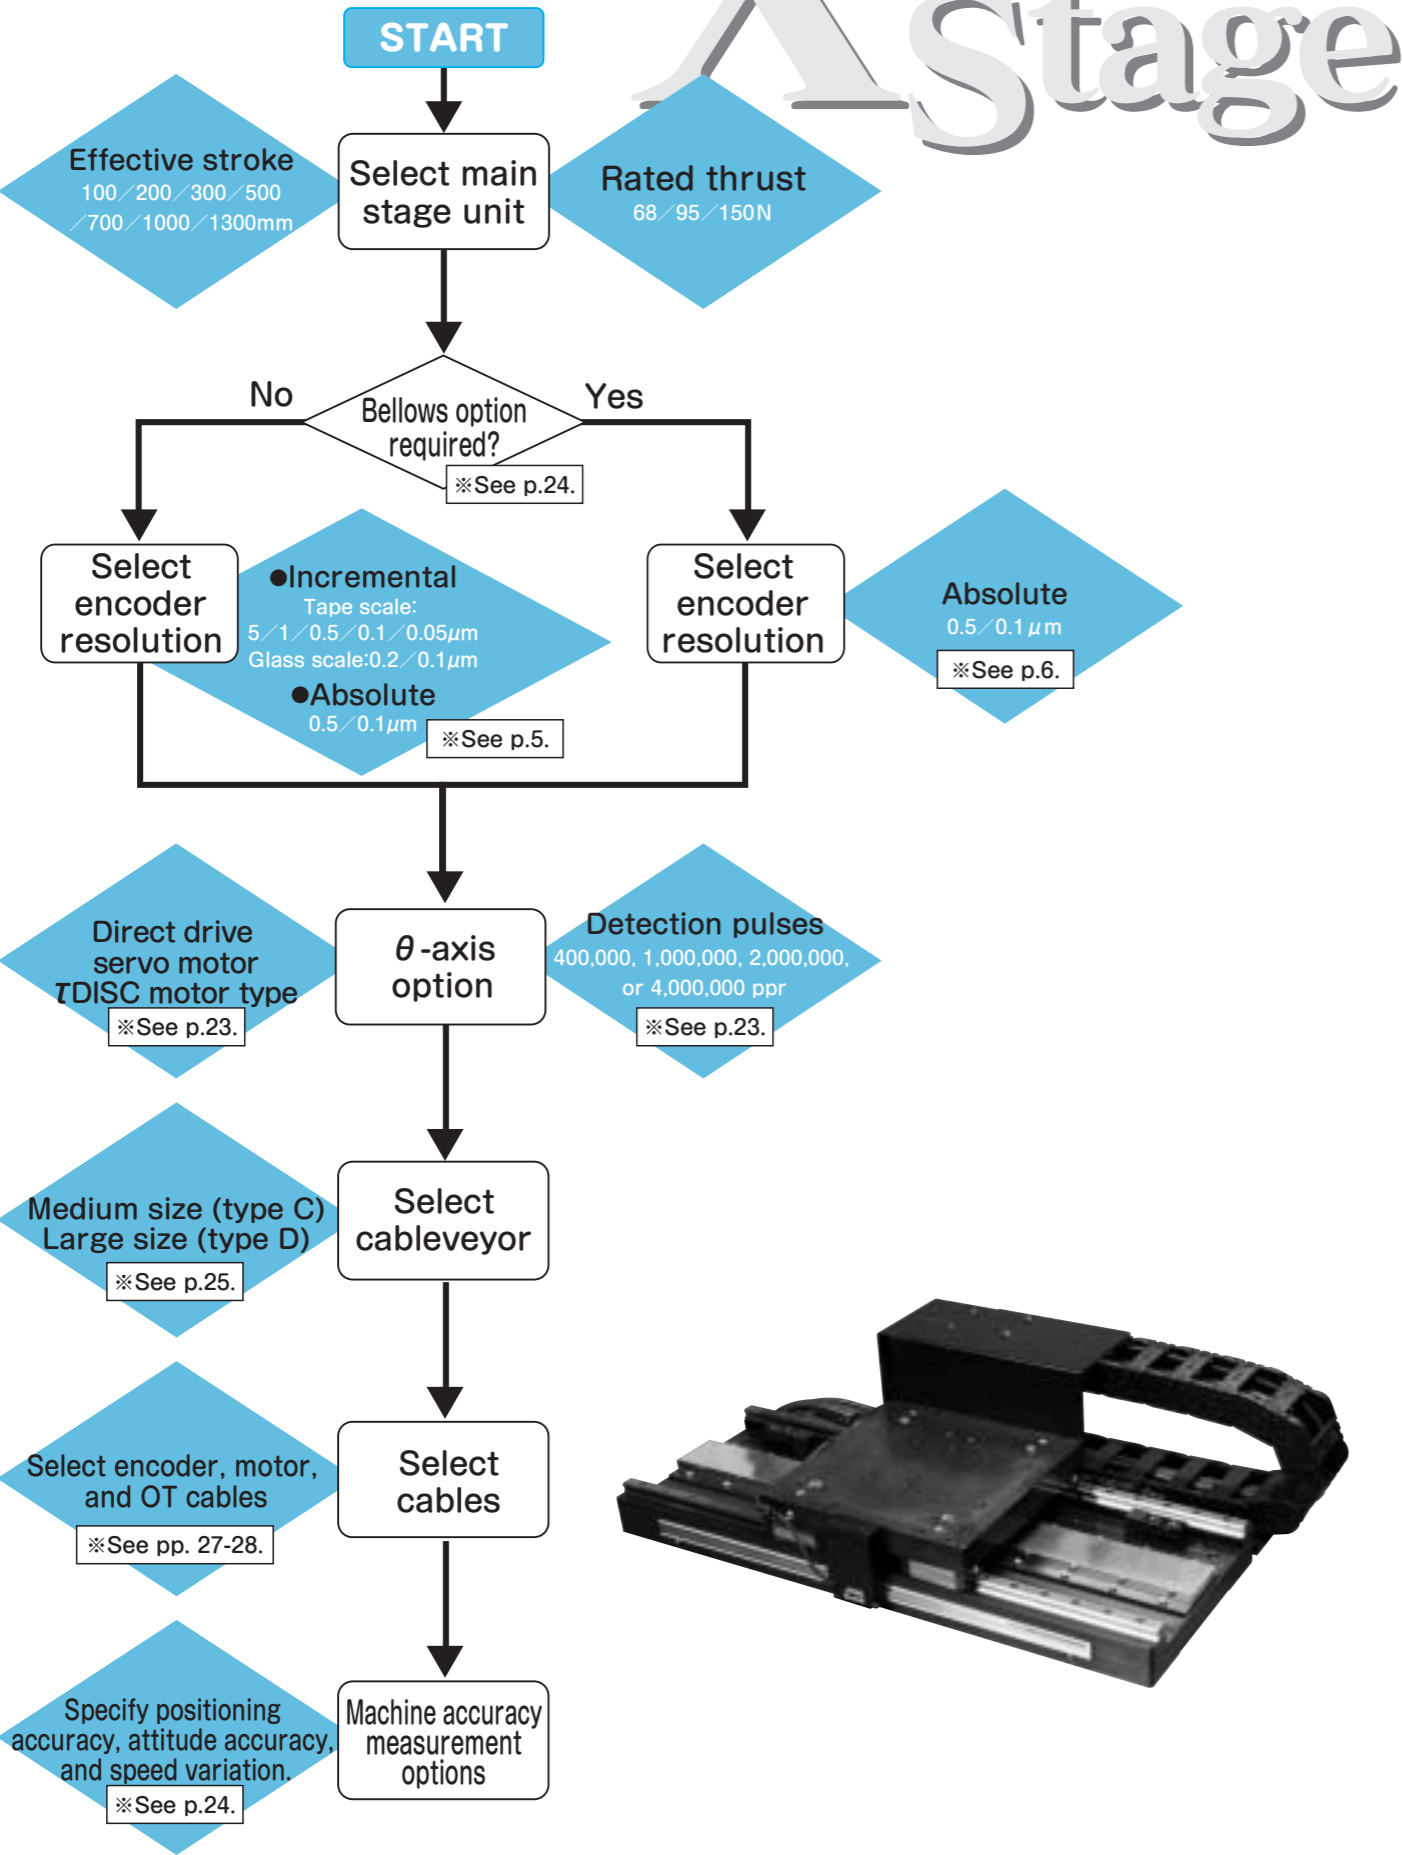 XStage
START
Effective stroke
100／200／300／500
／700／1000／1300mm
Select main
stage unit
Rated thrust
68／95／150N
No
Bellows option
required?
Yes
※See p.24.
Select
encoder
resolution
●Incremental
Tape scale:
5／1／0.5／0.1／0.05μm
Glass scale:0.2／0.1μm
●Absolute
0.5／0.1μm
※See p.5.
Select
encoder
resolution
Absolute
0.5／0.1μm
※See p.6.
Direct drive
servo motor
τDISC motor type
※See p.23.
θ-axis
option
Detection pulses
400,000, 1,000,000, 2,000,000,
or 4,000,000 ppr
※See p.23.
Medium size (type C)
Large size (type D)
※See p.25.
Select
cableveyor
Select encoder, motor,
and OT cables
※See pp. 27-28.
Select
cables
Specify positioning
accuracy, attitude accuracy,
and speed variation.
※See p.24.
Machine accuracy
measurement
options